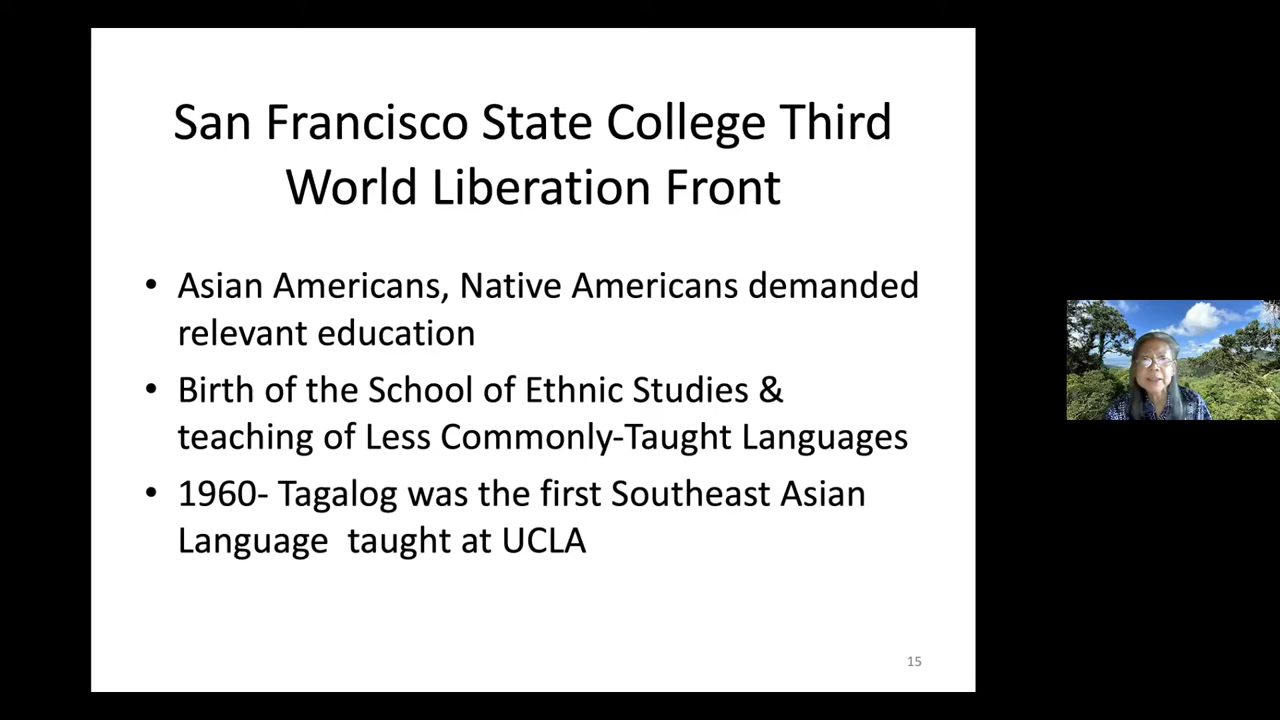 San Francisco State College Third
World Liberation Front
• Asian Americans, Native Americans demanded
relevant education
• Birth of the School of Ethnic Studies &
teaching of Less Commonly-Taught Languages
• 1960- Tagalog was the first Southeast Asian
Language  taught at UCLA
15